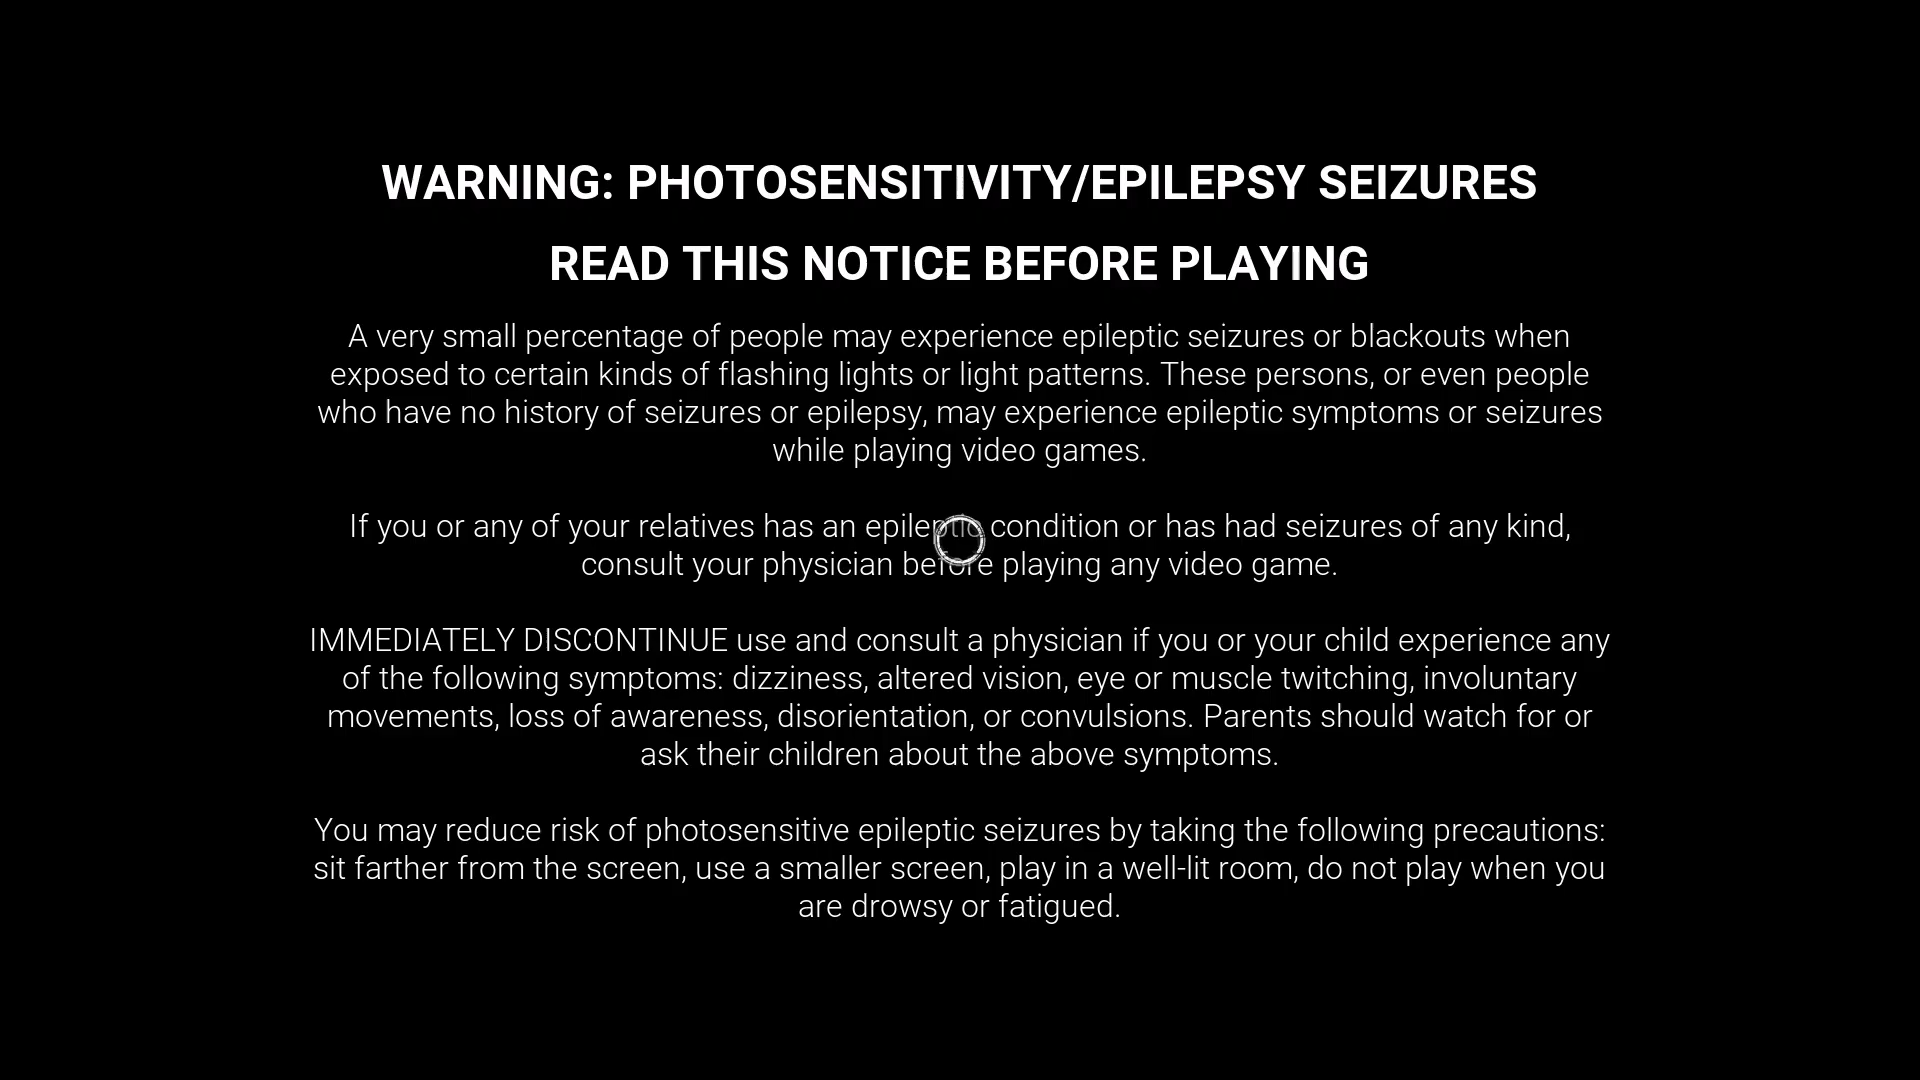 WARNING: PHOTOSENSITIVITY/EPILEPSY SEIZURES
READ THIS NOTICE BEFORE PLAYING
A very small percentage of people may experience epileptic seizures or blackouts when
exposed to certain kinds of flashing lights or light patterns. These persons, or even people
who have no history of seizures or epilepsy, may experience epileptic symptoms or seizures
while playing video games.
If you or any of your relatives has an epileptic condition or has had seizures of any kind,
consult your physician before playing any video game.
IMMEDIATELY DISCONTINUE use and consult a physician if you or your child experience any
of the following symptoms: dizziness, altered vision, eye or muscle twitching, involuntary
movements, loss of awareness, disorientation, or convulsions. Parents should watch for or
ask their children about the above symptoms.
You may reduce risk of photosensitive epileptic seizures by taking the following precautions:
sit farther from the screen, use a smaller screen, play in a well-lit room, do not play when you
are drowsy or fatigued.